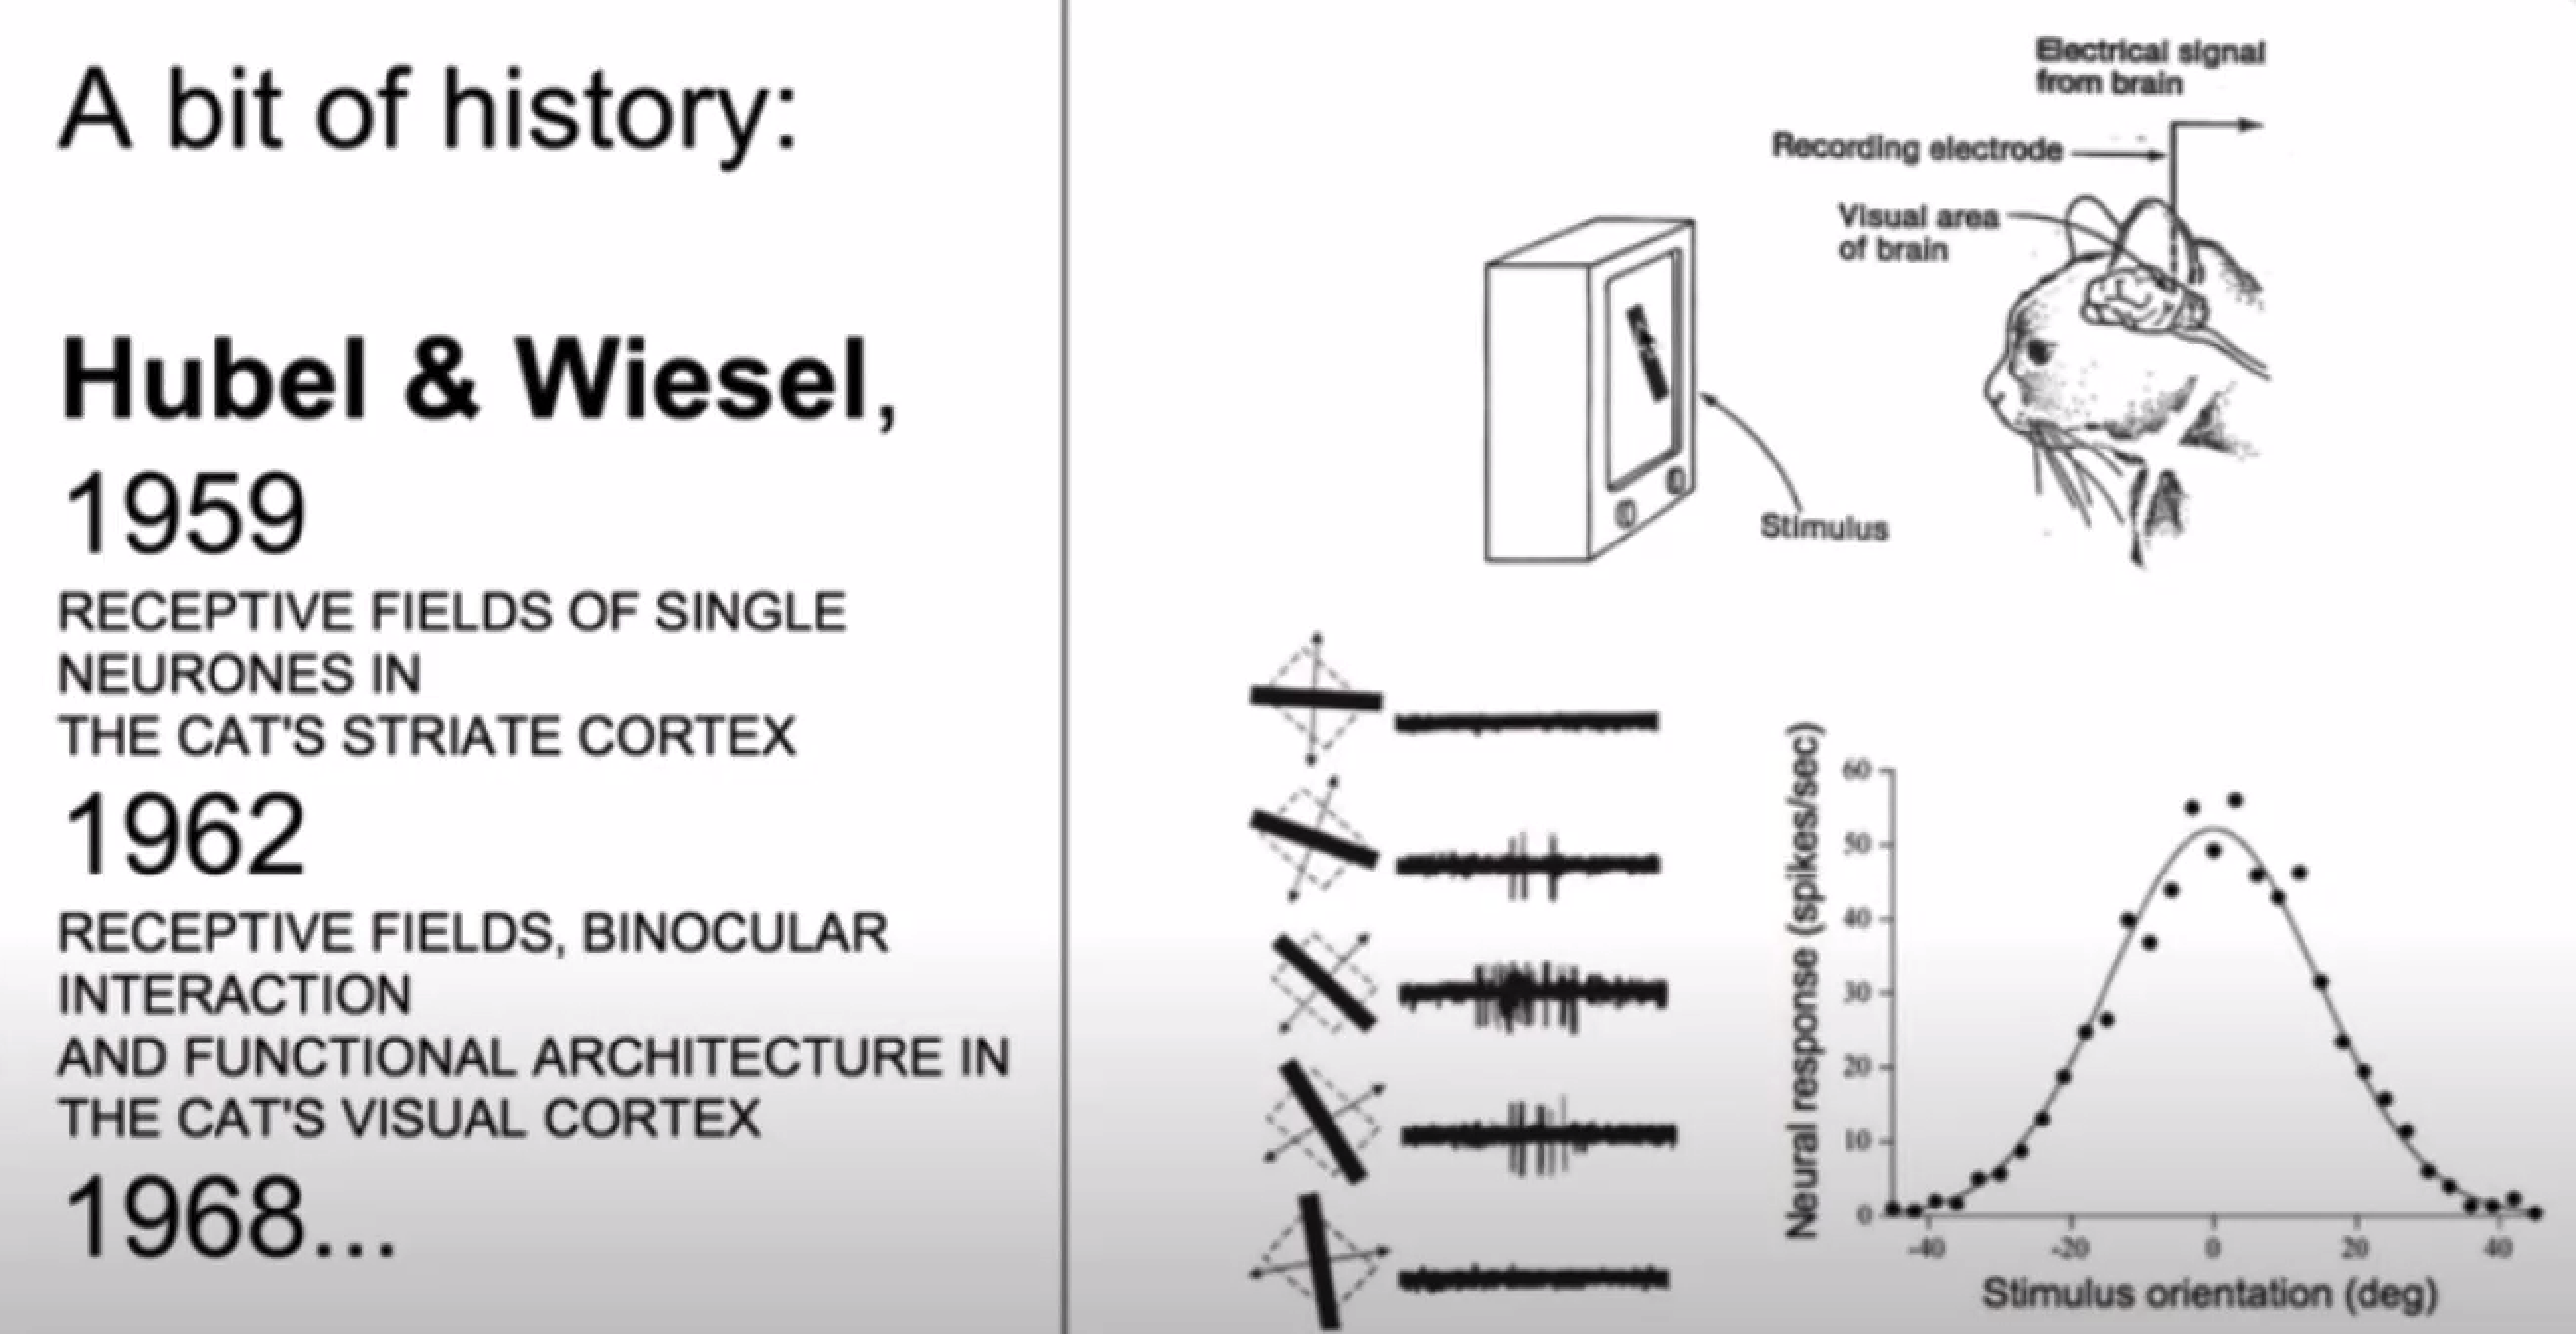 A bit of history:
Hubel & Wiesel,
1959
RECEPTIVE FIELDS OF SINGLE
NEURONES IN
THE CAT'S STRIATE CORTEX
1962
RECEPTIVE FIELDS, BINOCULAR
INTERACTION
AND FUNCTIONAL ARCHITECTURE IN
THE CAT'S VISUAL CORTEX
1968...
Electrical signal
from brain
Recording electrode
Visual area
of brain
Stimulus
Neural response (spikes/sec)
60
50
40
30
20
10
0
-40 -20 0 20 40
Stimulus orientation (deg)